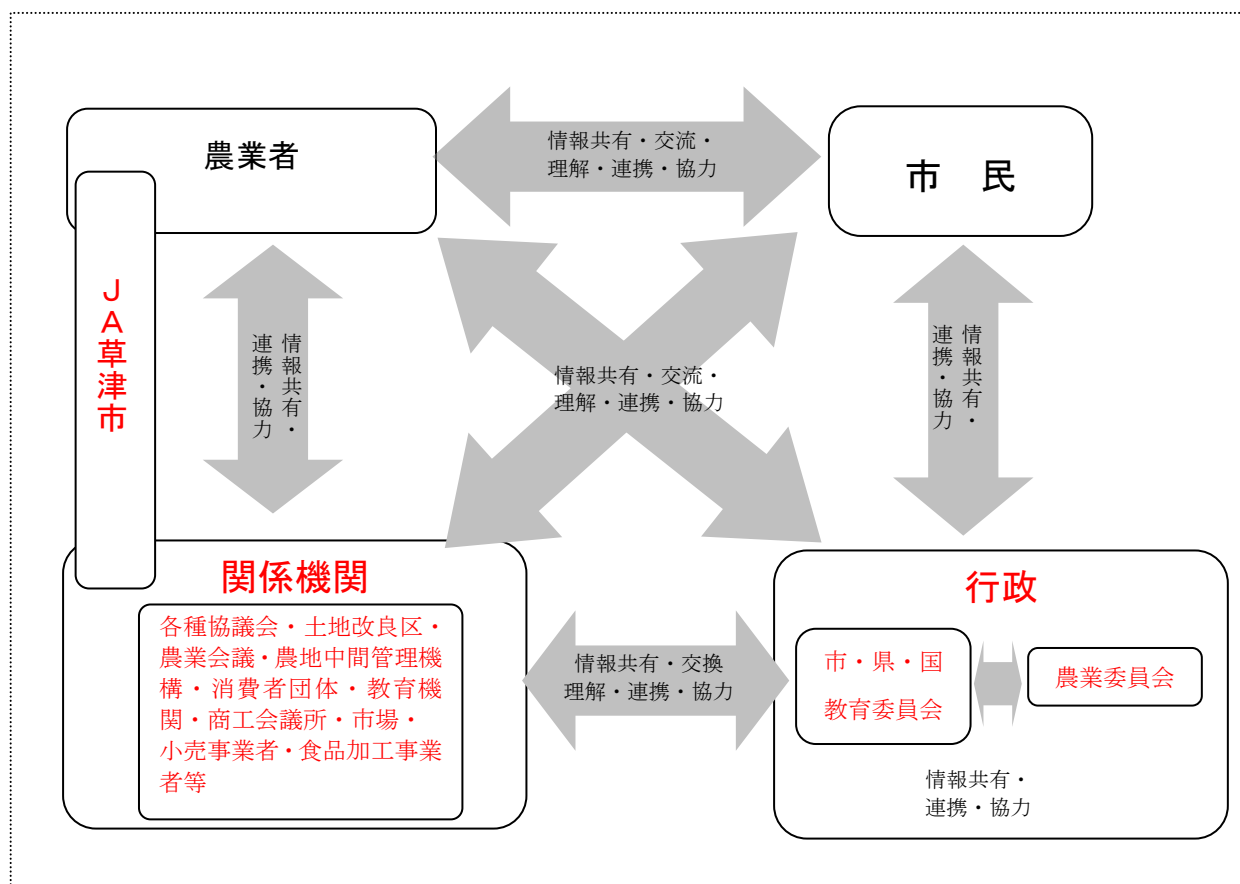 農業者
情報共有・交流・
理解・連携・協力
市　民
ＪＡ草津市
情報共有・
連携・協力
情報共有・交流・
理解・連携・協力
情報共有・
連携・協力
関係機関
各種協議会・土地改良区・
農業会議・農地中間管理機
構・消費者団体・教育機
関・商工会議所・市場・
小売事業者・食品加工事業
者等
情報共有・交換
理解・連携・協力
行政
市・県・国
教育委員会
農業委員会
情報共有・
連携・協力